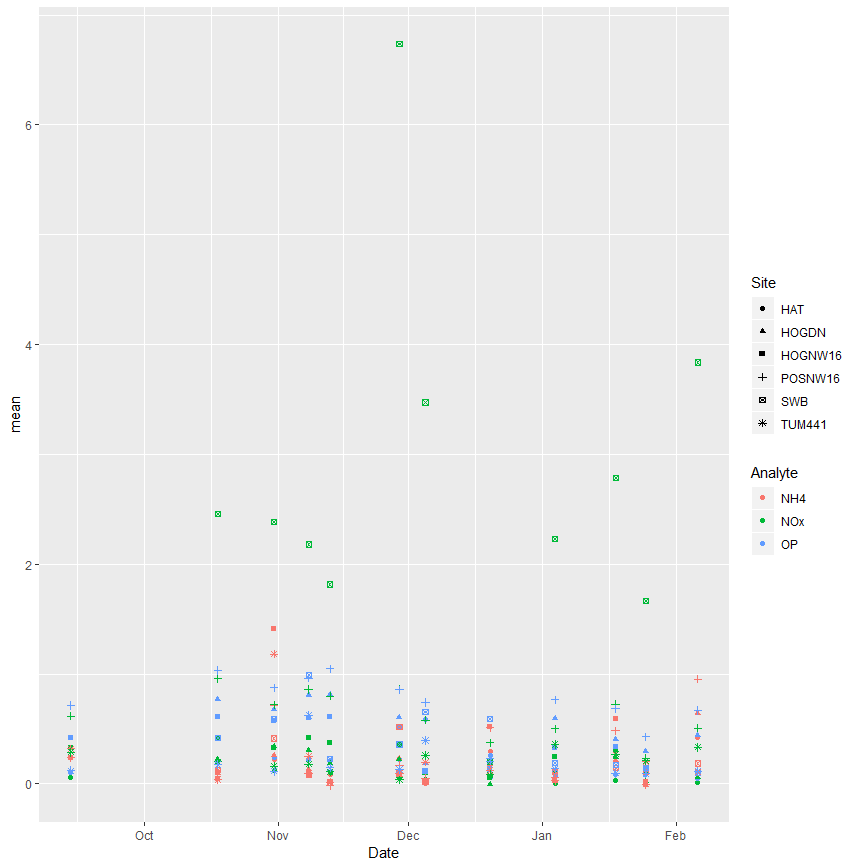 6
4
2
0
mean
Oct
Nov
Dec
Jan
Feb
Date
Site
HAT
HOGDN
HOGNW16
POSNW16
SWB
TUM441
Analyte
NH4
NOx
OP